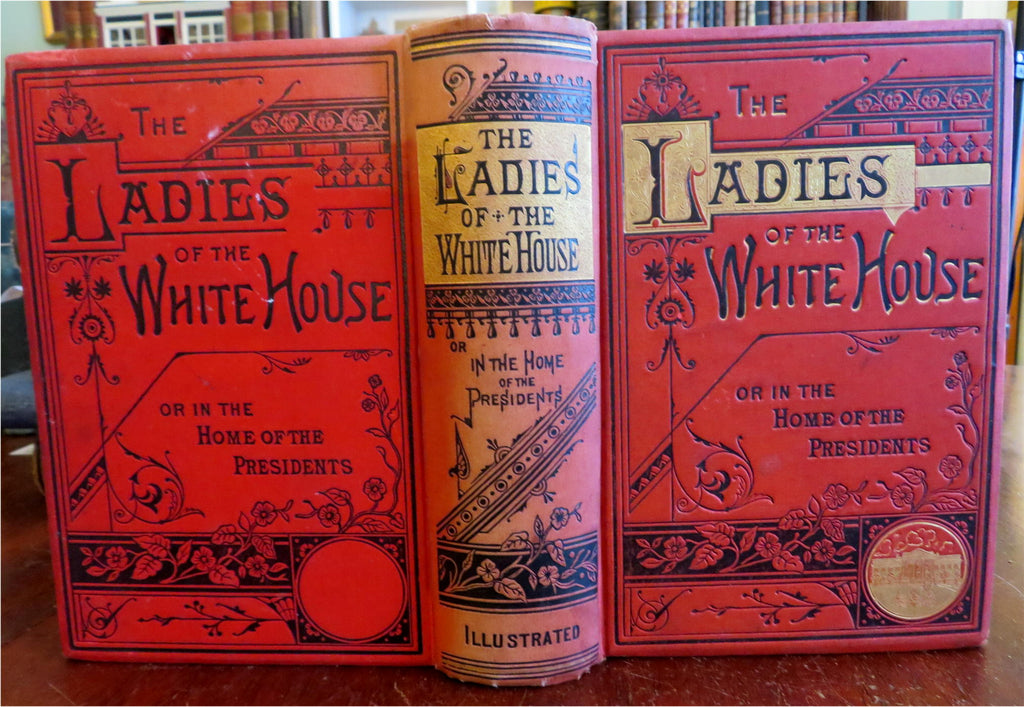 The
Ladies
of the
White House
or in the
Home of the
Presidents
The
Ladies
of the
White House
or
in the Home
of the
Presidents
Illustrated
The
Ladies
of the
White House
or in the
Home of the
Presidents